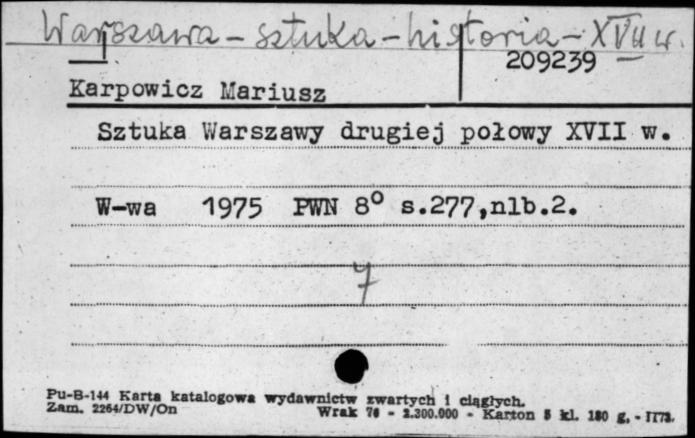 Warszawa - sztuka - historia - XVII w.
209239
Karpowicz Mariusz
Sztuka Warszawy drugiej połowy XVII w.
W-wa 1975 PWN 8° s.277,nlb.2.
7
Pu-B-144 Karta katalogowa wydawnictw zwartych i ciągłych.
Zam. 2264/DW/On Wrak 76 - 2.300.000 - Karton 5 kl. 180 g. -